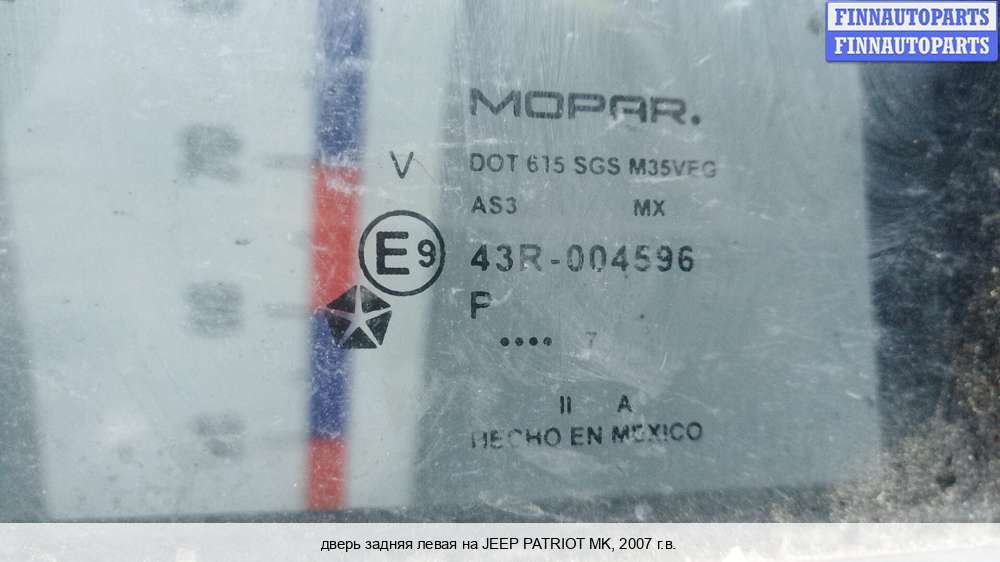 FINNAUTOPARTS
FINNAUTOPARTS
MOPAR.
V DOT 615 SGS M35VFG
AS3 MX
E9 43R-004596
P
•••• 7
II A
HECHO EN MEXICO
дверь задняя левая на JEEP PATRIOT MK, 2007 г.в.